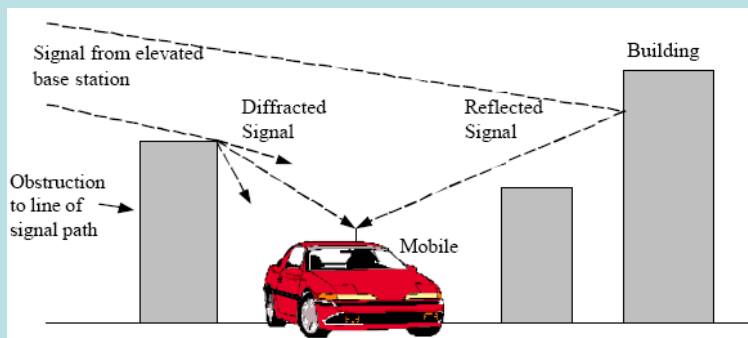 Signal from elevated
base station
Building
Diffracted
Signal
Reflected
Signal
Obstruction
to line of
signal path
Mobile